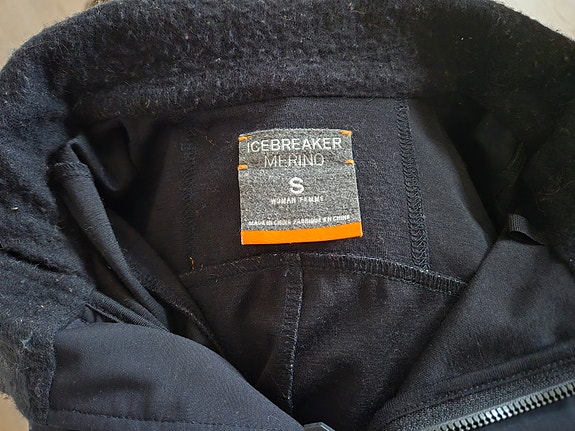 ICEBREAKER
MERINO
S
WOMAN FEMME
MADE IN CHINA FABRIQUÉ EN CHINE